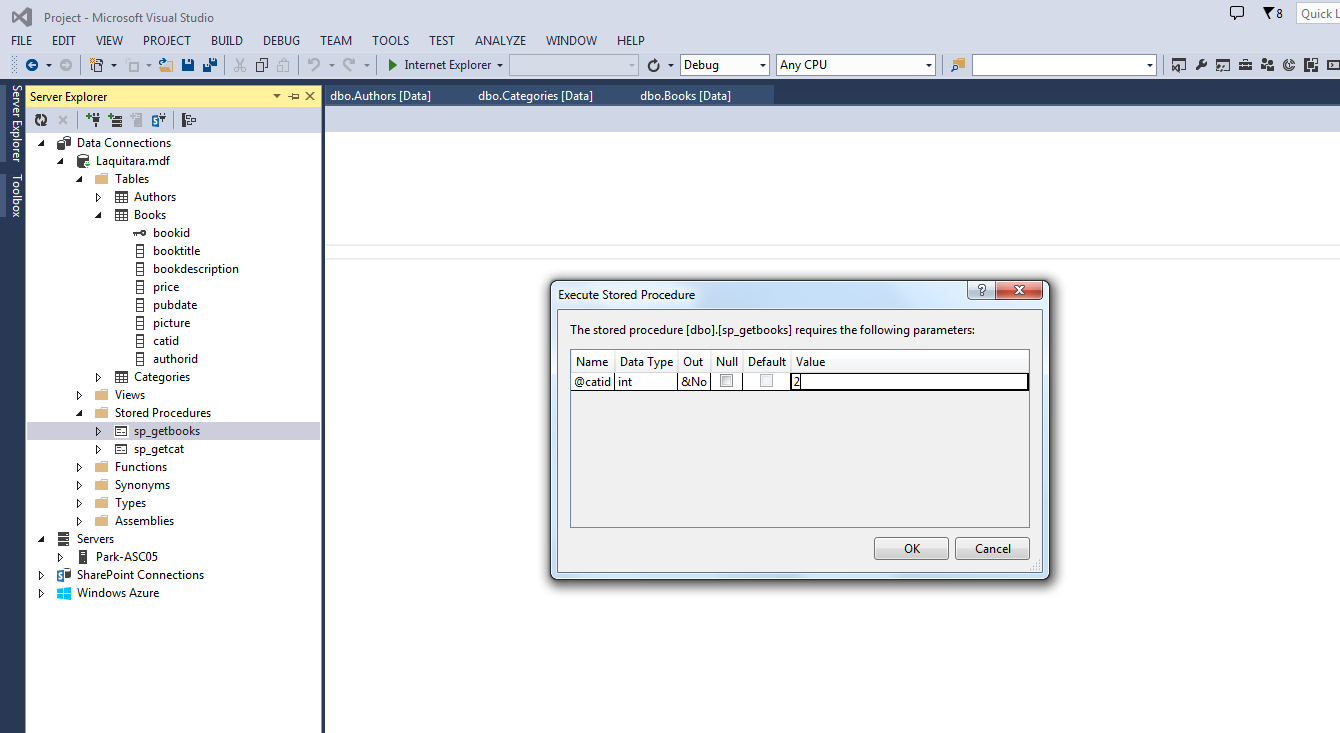 Project - Microsoft Visual Studio
8
Quick L
FILE EDIT VIEW PROJECT BUILD DEBUG TEAM TOOLS TEST ANALYZE WINDOW HELP
Internet Explorer Debug Any CPU
Server Explorer
Toolbox
Server Explorer
dbo.Authors [Data] dbo.Categories [Data] dbo.Books [Data]
Data Connections
Laquitara.mdf
Tables
Authors
Books
bookid
booktitle
bookdescription
price
pubdate
picture
catid
authorid
Categories
Views
Stored Procedures
sp_getbooks
sp_getcat
Functions
Synonyms
Types
Assemblies
Servers
Park-ASC05
SharePoint Connections
Windows Azure
Execute Stored Procedure
The stored procedure [dbo].[sp_getbooks] requires the following parameters:
Name Data Type Out Null Default Value
@catid int &No 2
OK Cancel